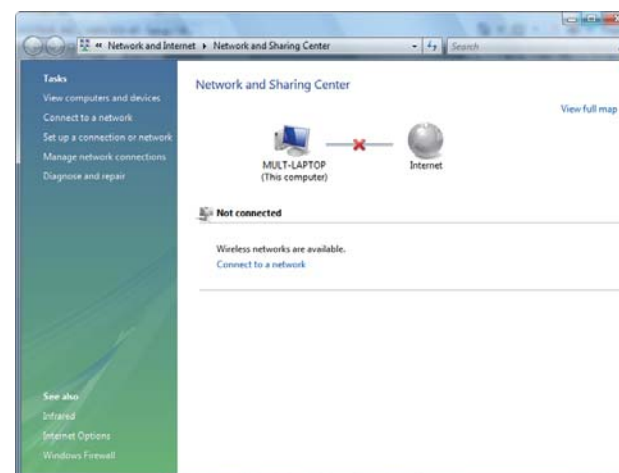 « Network and Internet ▸ Network and Sharing Center
Search
Tasks
View computers and devices
Connect to a network
Set up a connection or network
Manage network connections
Diagnose and repair
See also
Infrared
Internet Options
Windows Firewall
Network and Sharing Center
View full map
MULT-LAPTOP
(This computer)
Internet
Not connected
Wireless networks are available.
Connect to a network